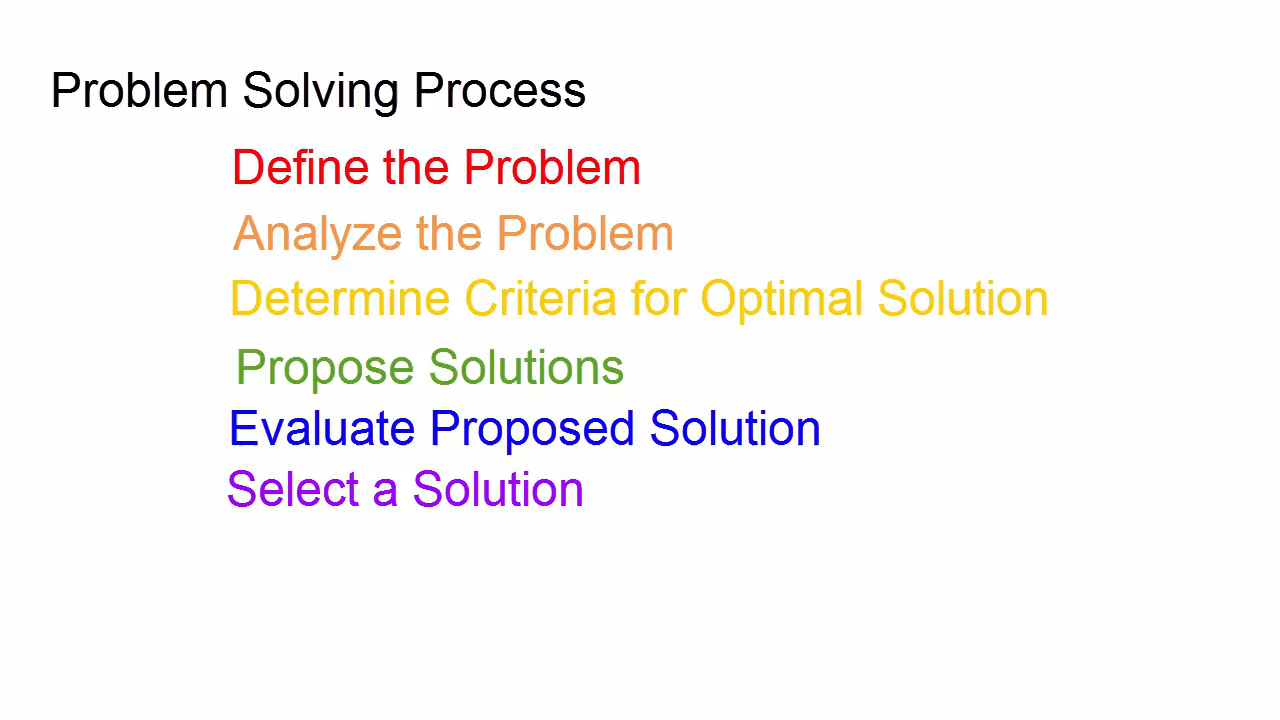 Problem Solving Process
Define the Problem
Analyze the Problem
Determine Criteria for Optimal Solution
Propose Solutions
Evaluate Proposed Solution
Select a Solution